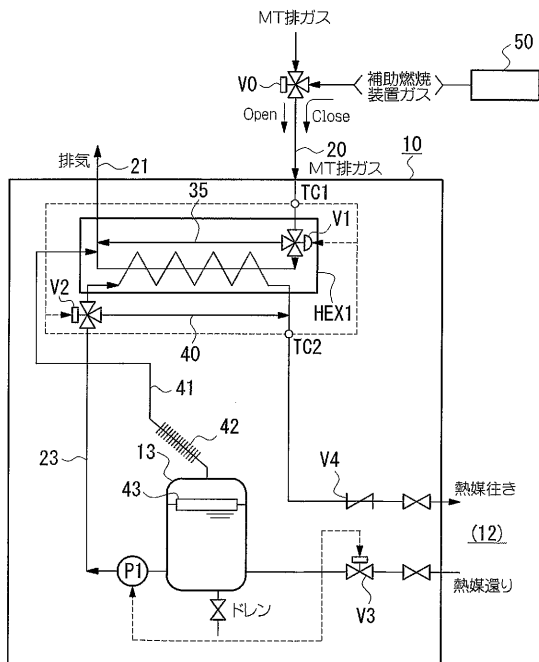 MT排ガス
50
V0
補助燃焼
装置ガス
Open
Close
20
排気
21
MT排ガス
10
TC1
35
V1
V2
HEX1
40
TC2
41
42
23
13
43
V4
熱媒往き
(12)
P1
熱媒還り
V3
ドレン